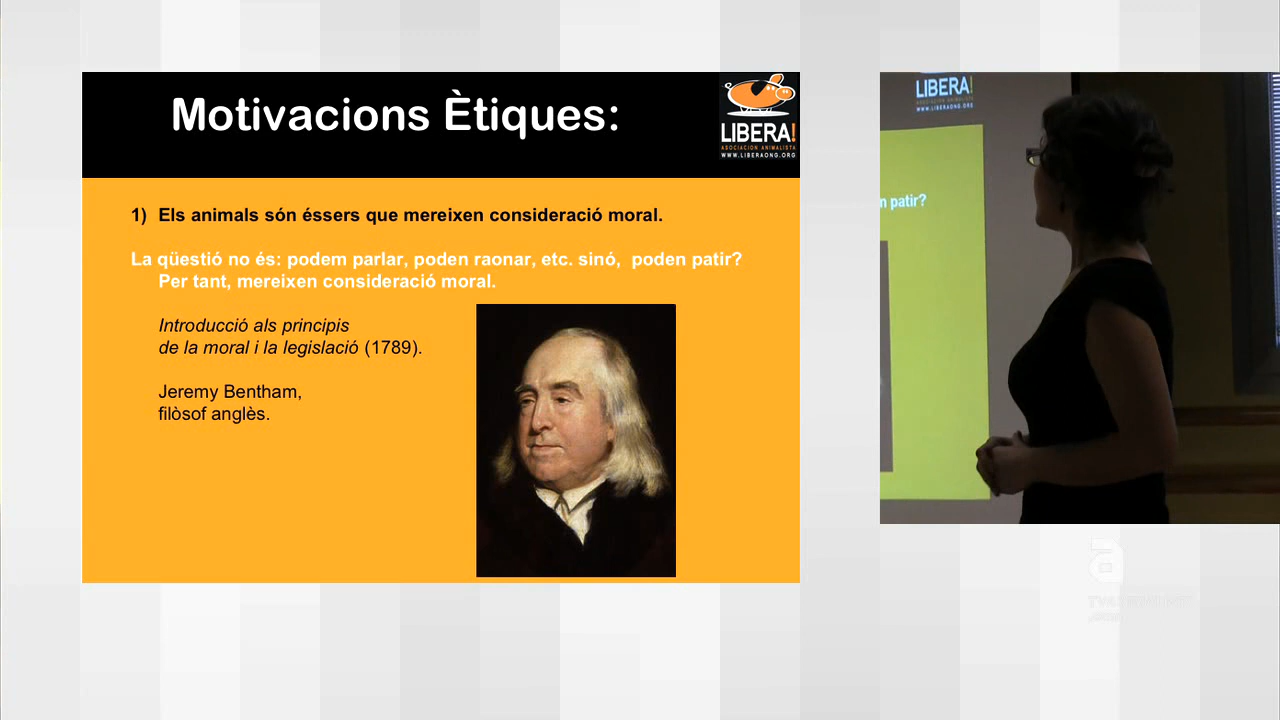 Motivacions Ètiques:
LIBERA!
ASOCIACION ANIMALISTA
WWW.LIBERAONG.ORG
1) Els animals són éssers que mereixen consideració moral.
La qüestió no és: podem parlar, poden raonar, etc. sinó, poden patir?
Per tant, mereixen consideració moral.
Introducció als principis
de la moral i la legislació (1789).
Jeremy Bentham,
filòsof anglès.
LIBERA!
ASOCIACION ANIMALISTA
WWW.LIBERAONG.ORG
patir?
a